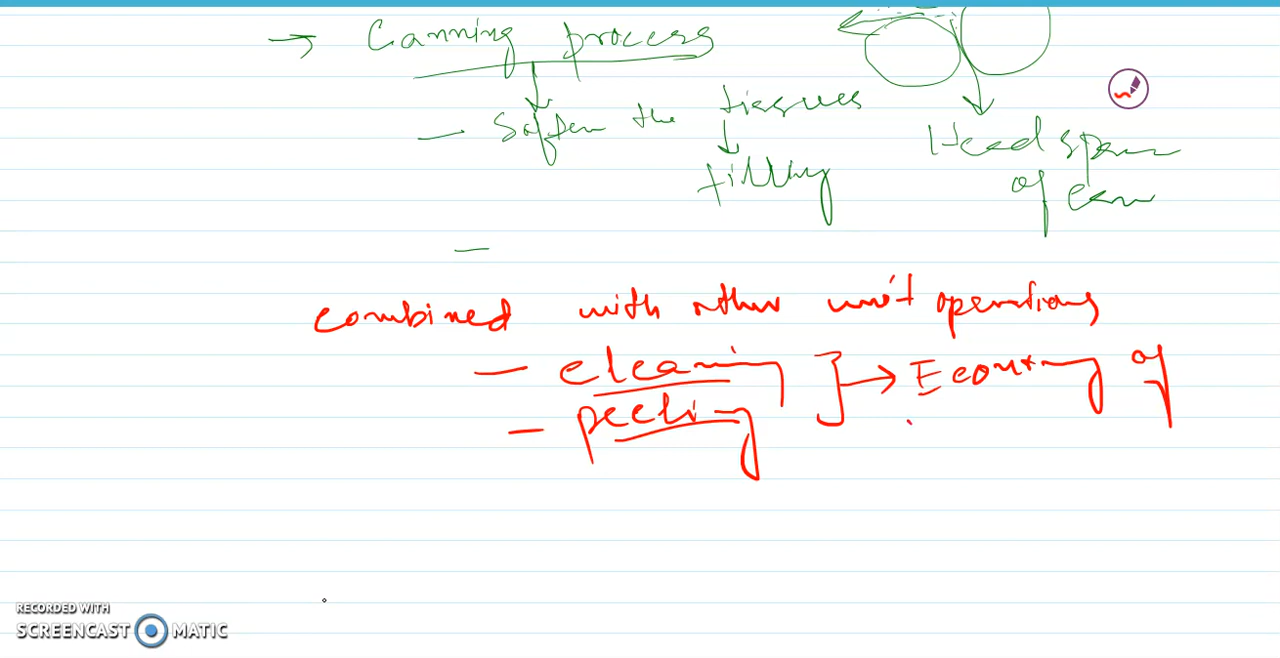 → Canning process
- Soften the tissues
filling
Head space
of can
-
combined with other unit operations
- cleaning
- peeling
→ Economy of
RECORDED WITH
SCREENCAST MATIC